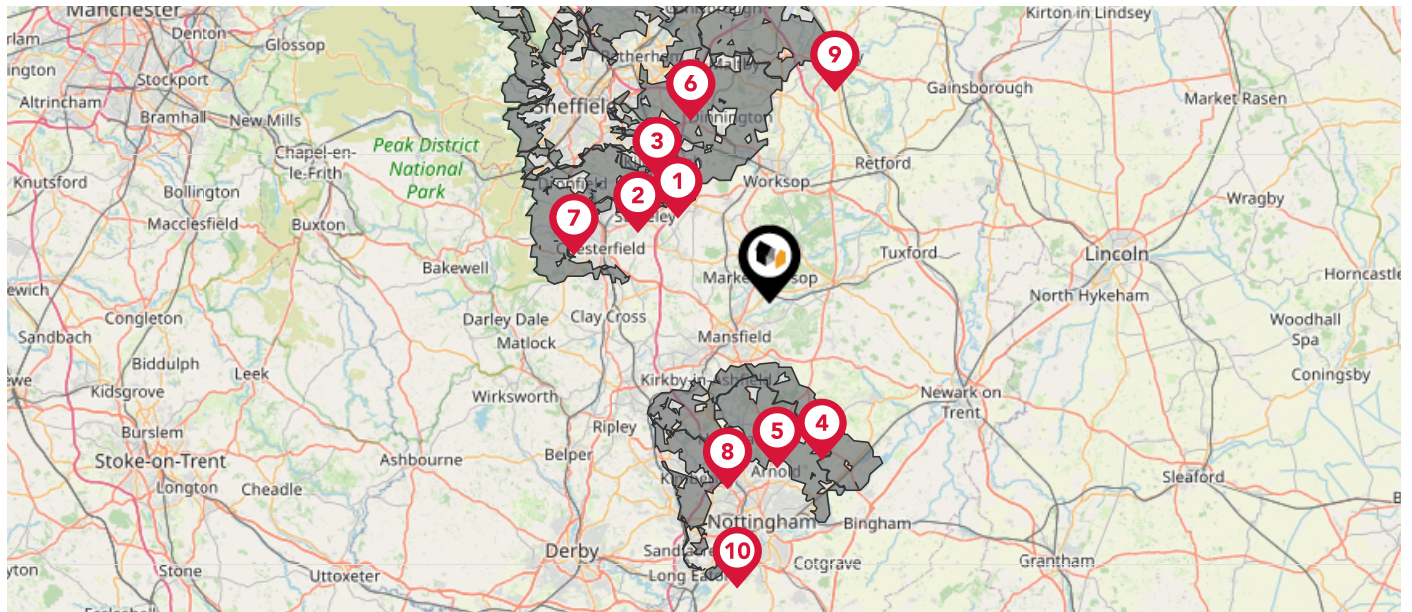 Manchester
Kirton in Lindsey
Denton
Glossop
Rotherham
9
Stockport
6
Gainsborough
Altrincham
Sheffield
Market Rasen
Bramhall
New Mills
Dinnington
3
Peak District
National
Park
Chapel-en-
le-Frith
Retford
Knutsford
Bollington
1
Worksop
2
Wragby
Macclesfield
Buxton
7
Chesterfield
Tuxford
Lincoln
Bakewell
Horncastle
North Hykeham
Congleton
Darley Dale
Clay Cross
Woodhall
Spa
Sandbach
Matlock
Mansfield
Biddulph
Leek
Kirkby-in-Ashfield
Coningsby
Kidsgrove
Wirksworth
Newark on
Trent
Burslem
Ripley
5
4
Stoke-on-Trent
Ashbourne
Belper
8
Arnold
Longton
Cheadle
Sleaford
Nottingham
Bingham
Derby
10
Cotgrave
Grantham
Stone
Uttoxeter